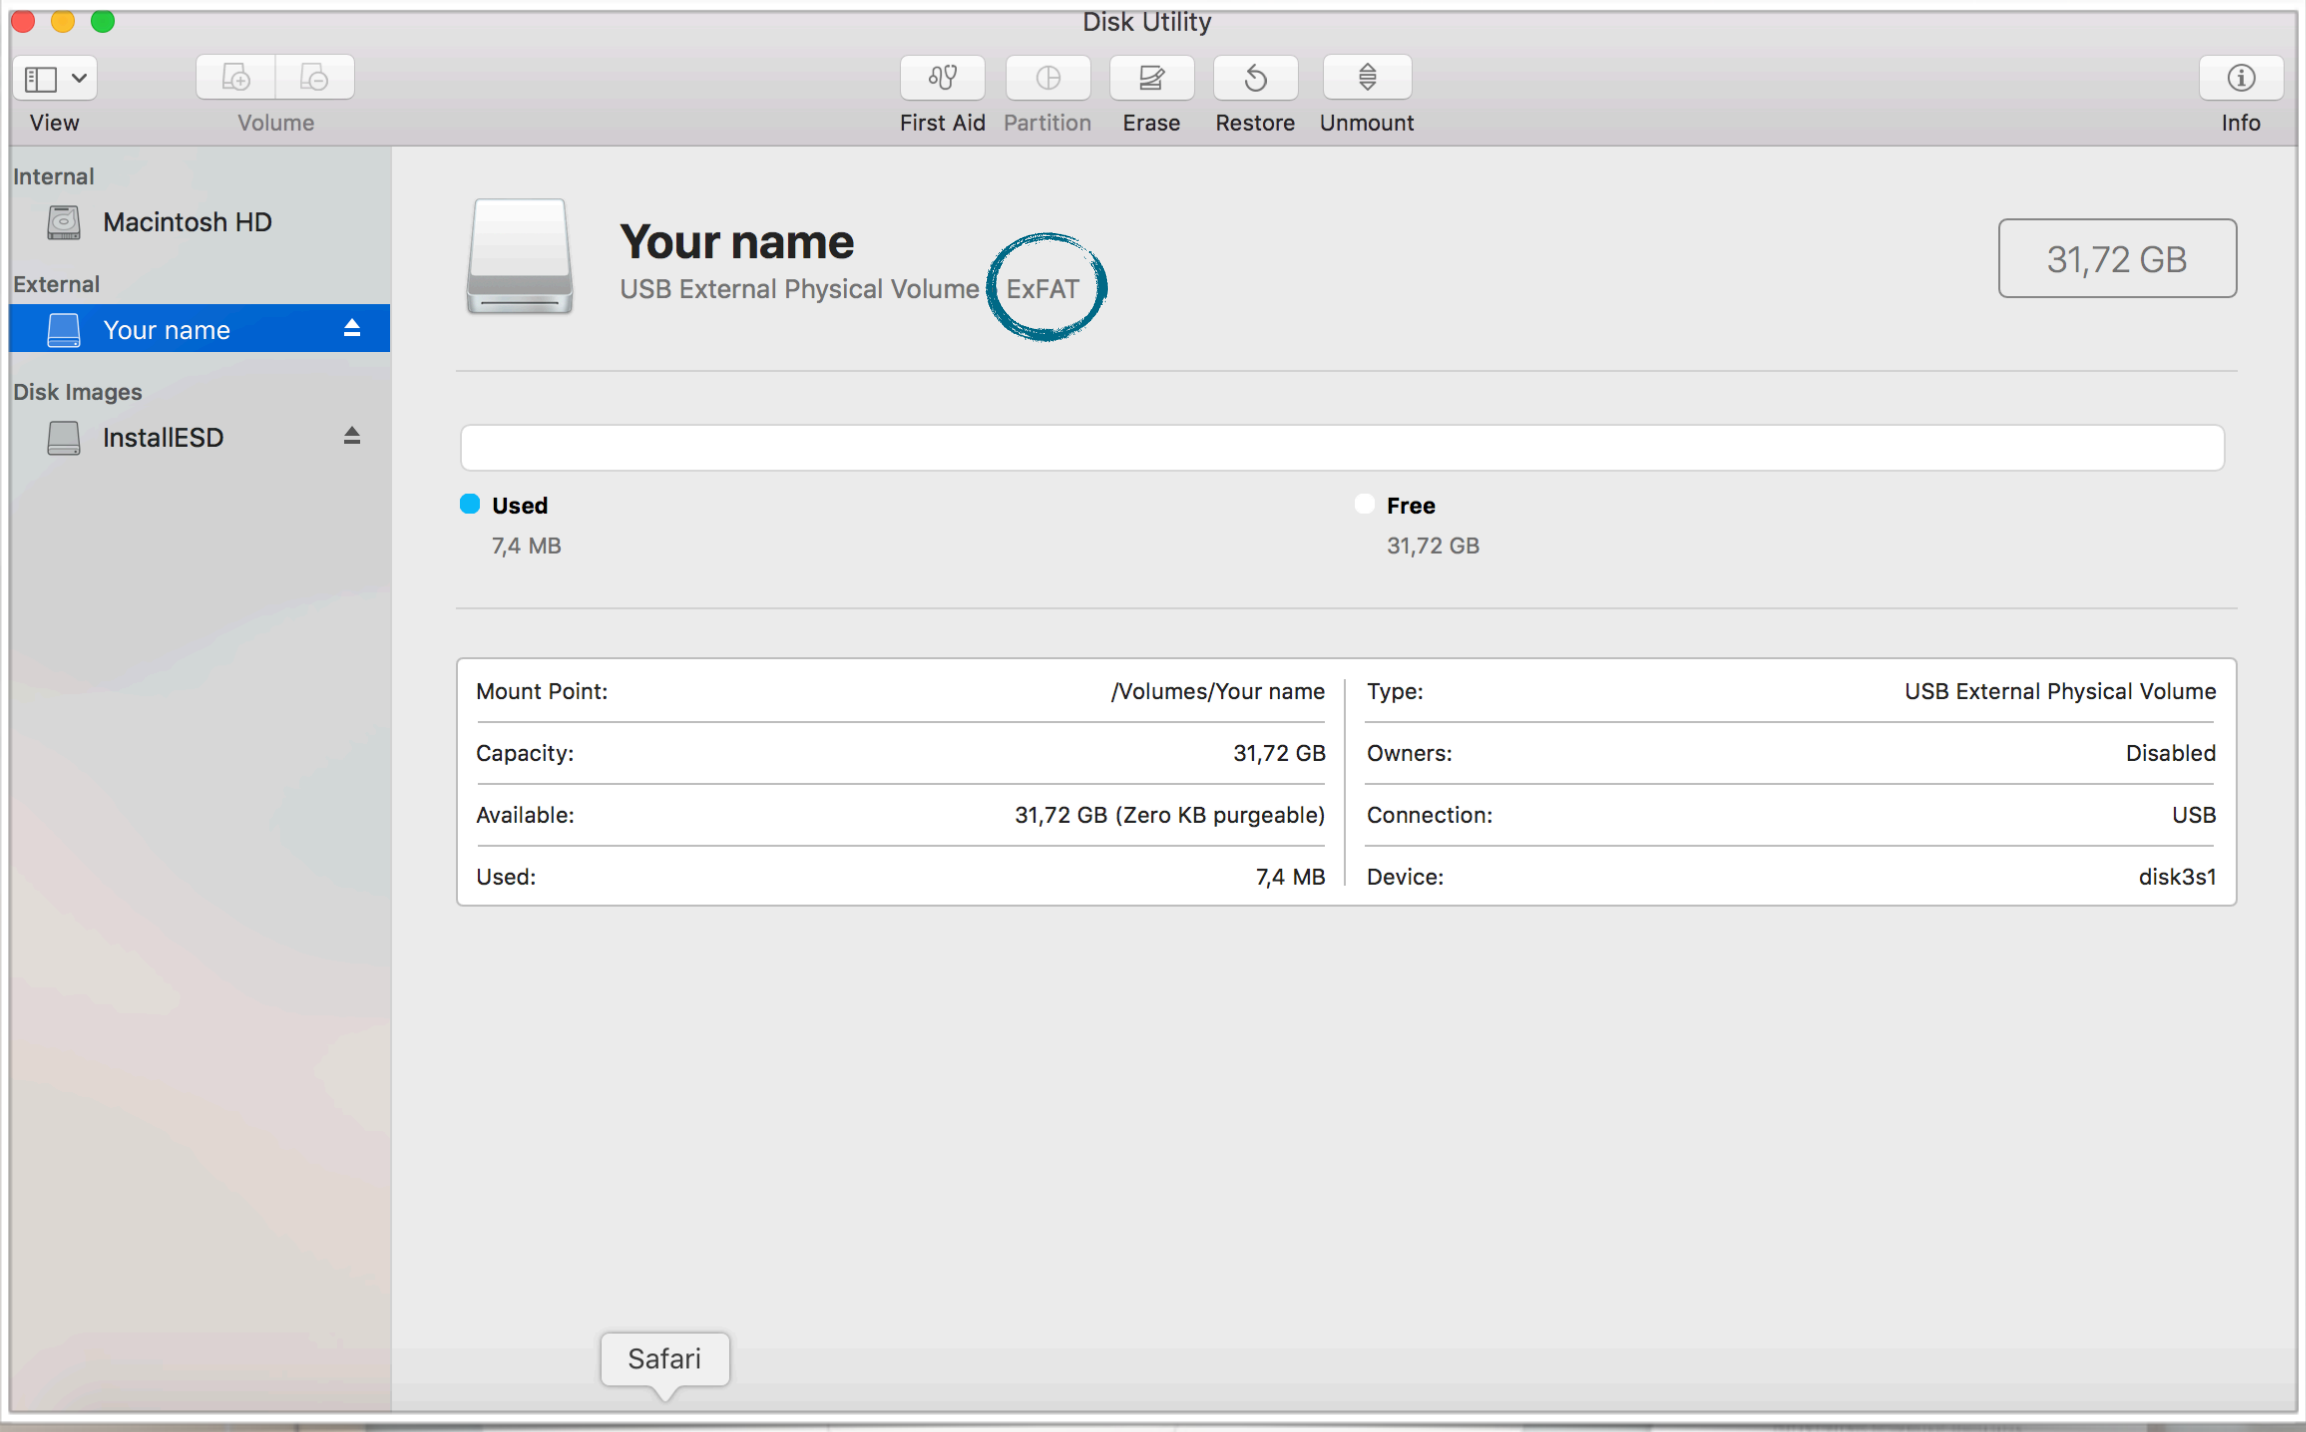 Disk Utility
View
Volume
First Aid
Partition
Erase
Restore
Unmount
Info
Internal
Macintosh HD
External
Your name
Disk Images
InstallESD
Your name
USB External Physical Volume ExFAT
31,72 GB
Used
7,4 MB
Free
31,72 GB
Mount Point: /Volumes/Your name
Capacity: 31,72 GB
Available: 31,72 GB (Zero KB purgeable)
Used: 7,4 MB
Type: USB External Physical Volume
Owners: Disabled
Connection: USB
Device: disk3s1
Safari